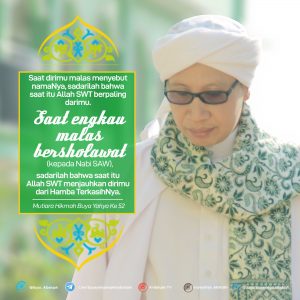 Saat dirimu malas menyebut
namaNya, sadarilah bahwa
saat itu Allah SWT berpaling
darimu.
Saat engkau
malas
bersholawat
(kepada Nabi SAW),
sadarilah bahwa saat itu
Allah SWT menjauhkan dirimu
dari Hamba TerkasihNya.
Mutiara Hikmah Buya Yahya Ke 52